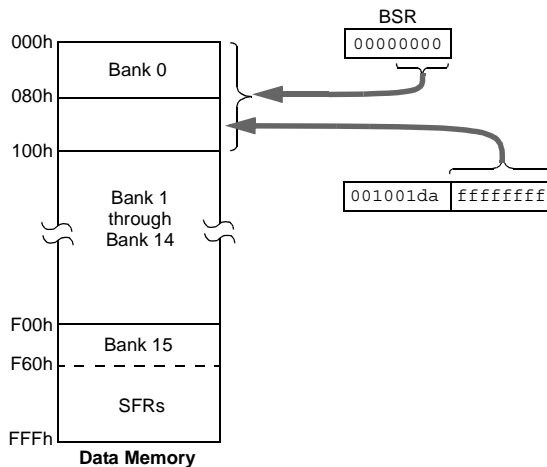 BSR
00000000
000h
Bank 0
080h
100h
001001da ffffffff
Bank 1
through
Bank 14
F00h
Bank 15
F60h
SFRs
FFFh
Data Memory